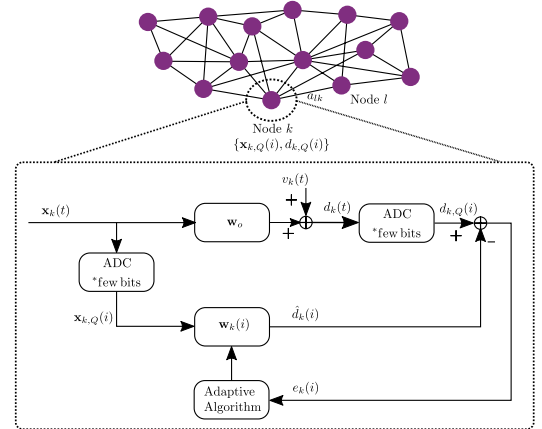 a_{lk}
Node l
Node k
{x_{k,Q}(i), d_{k,Q}(i)}
v_k(t)
x_k(t)
w_o
+
+
d_k(t)
ADC
*few bits
d_{k,Q}(i)
+
−
ADC
*few bits
x_{k,Q}(i)
w_k(i)
d̂_k(i)
Adaptive
Algorithm
e_k(i)